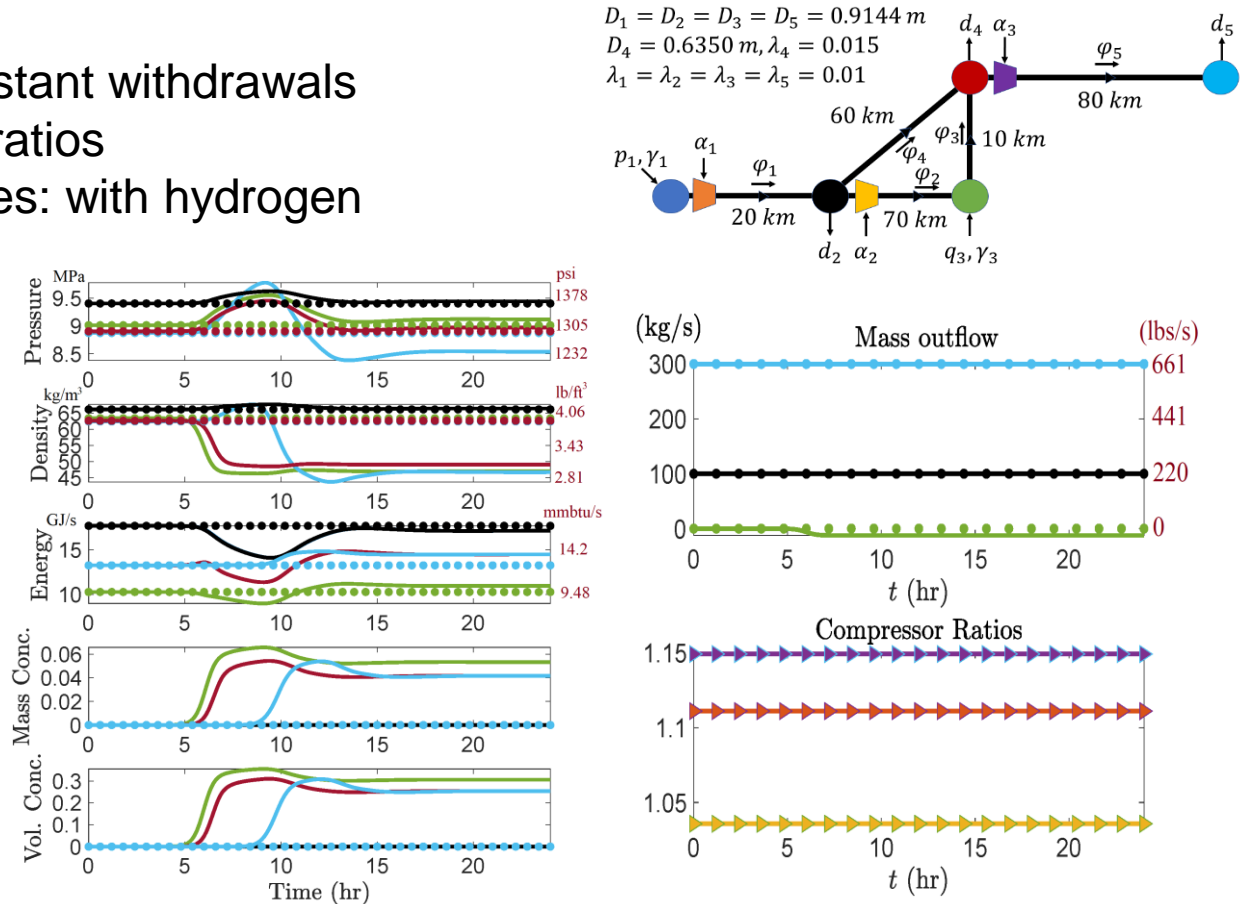 stant withdrawals
ratios
es: with hydrogen
D₁ = D₂ = D₃ = D₅ = 0.9144 m
D₄ = 0.6350 m, λ₄ = 0.015
λ₁ = λ₂ = λ₃ = λ₅ = 0.01
d₄ α₃
d₅
φ₅
80 km
60 km
φ₃
10 km
φ₄
p₁, γ₁
α₁
φ₁
20 km
φ₂
70 km
d₂
α₂
q₃, γ₃
MPa
psi
Pressure
9.5
9
8.5
1378
1305
1232
0 5 10 15 20
kg/m³
lb/ft³
Density
65
60
55
50
45
4.06
3.43
2.81
0 5 10 15 20
GJ/s
mmbtu/s
Energy
15
10
14.2
9.48
0 5 10 15 20
Mass Conc.
0.06
0.04
0.02
0
0 5 10 15 20
Vol. Conc.
0.3
0.2
0.1
0
0 5 10 15 20
Time (hr)
(kg/s)
Mass outflow
(lbs/s)
300
200
100
0
661
441
220
0
0 5 10 15 20
t (hr)
Compressor Ratios
1.15
1.1
1.05
0 5 10 15 20
t (hr)